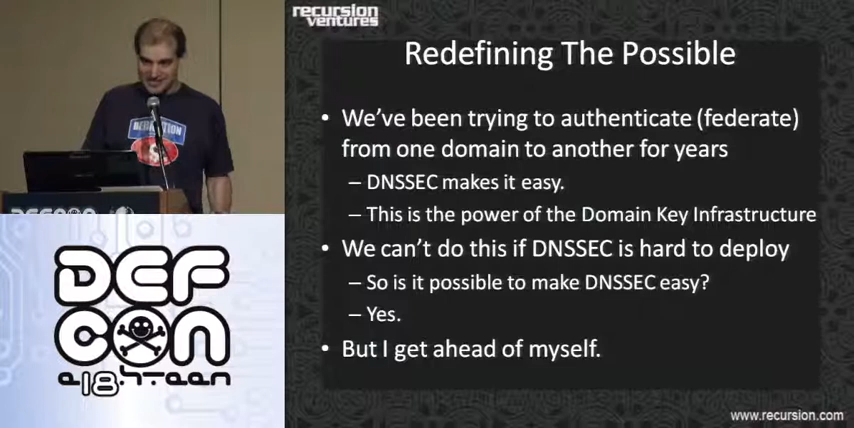 recursion
ventures
Redefining The Possible
• We've been trying to authenticate (federate)
from one domain to another for years
– DNSSEC makes it easy.
– This is the power of the Domain Key Infrastructure
• We can't do this if DNSSEC is hard to deploy
– So is it possible to make DNSSEC easy?
– Yes.
• But I get ahead of myself.
www.recursion.com
DEFCON
DEF
CON
e18.hteen